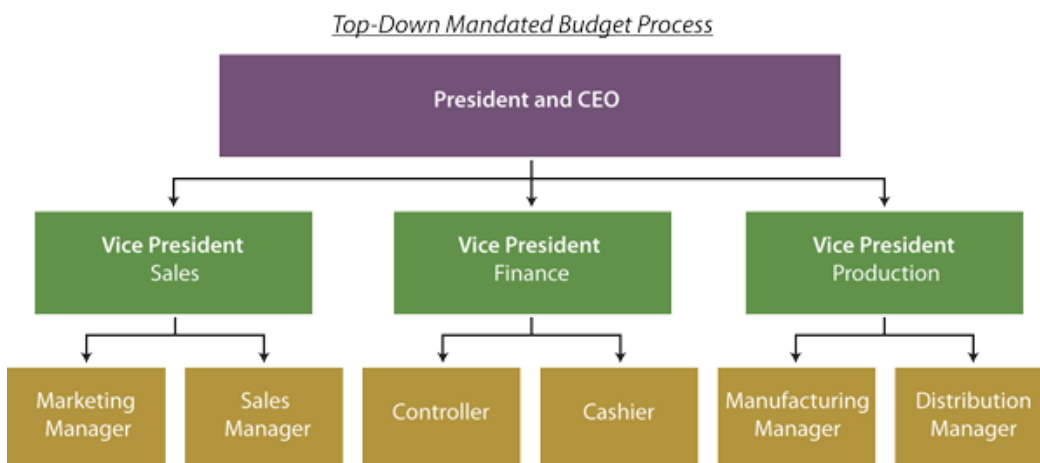 Top-Down Mandated Budget Process
President and CEO
Vice President
Sales
Vice President
Finance
Vice President
Production
Marketing
Manager
Sales
Manager
Controller
Cashier
Manufacturing
Manager
Distribution
Manager